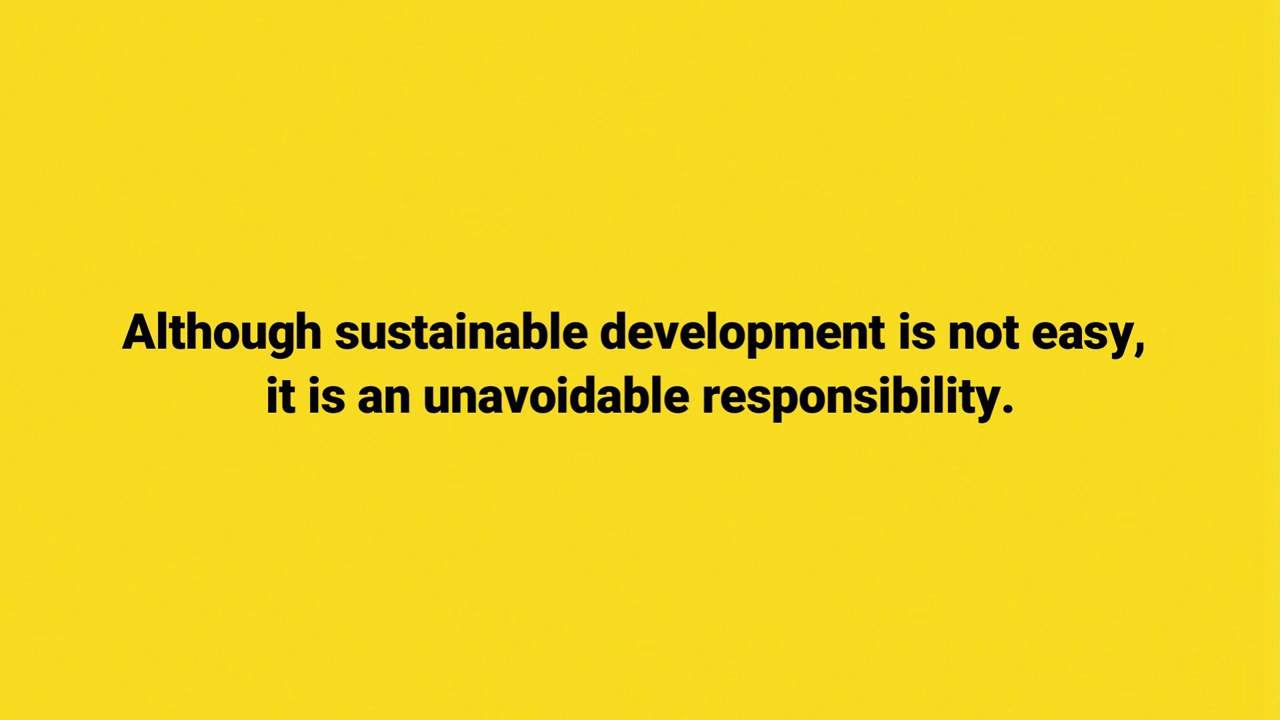 Although sustainable development is not easy,
it is an unavoidable responsibility.